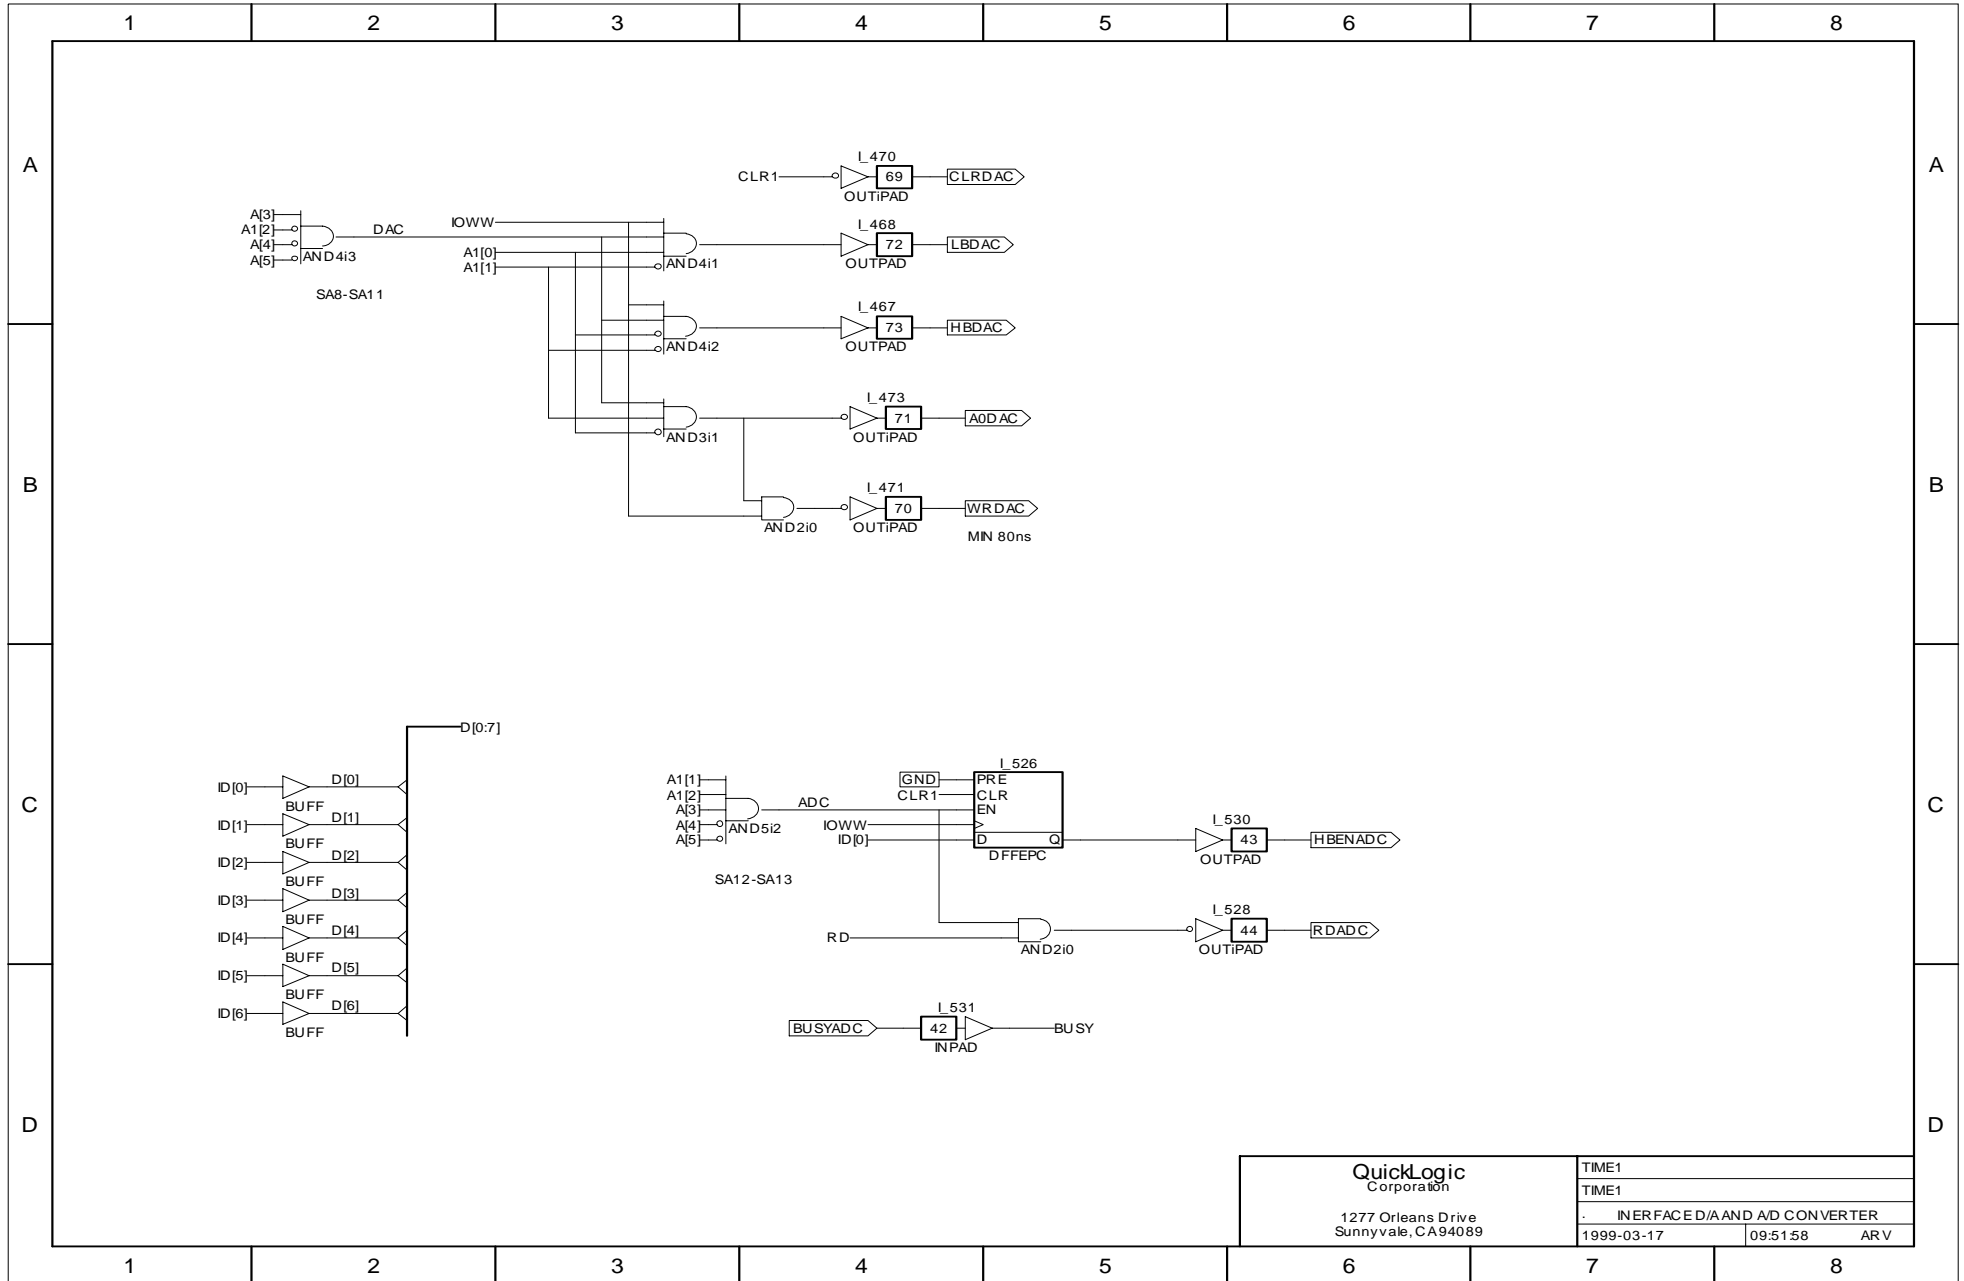 1 2 3 4 5 6 7 8
A A
I_470
CLR1 69 CLRDAC
OUTiPAD
A[3]
A1[2]
A[4]
A[5]
AND4i3
DAC
SA8-SA11
IOWW
A1[0]
A1[1]
AND4i1
I_468
72 LBDAC
OUTPAD
AND4i2
I_467
73 HBDAC
OUTPAD
B B
AND3i1
I_473
71 A0DAC
OUTiPAD
AND2i0
I_471
70 WRDAC
OUTiPAD
MIN 80ns
C C
D[0:7]
ID[0] D[0]
BUFF
ID[1] D[1]
BUFF
ID[2] D[2]
BUFF
ID[3] D[3]
BUFF
ID[4] D[4]
BUFF
ID[5] D[5]
BUFF
ID[6] D[6]
BUFF
A1[1]
A1[2]
A[3]
A[4]
A[5]
AND5i2
ADC
SA12-SA13
I_526
GND PRE
CLR1 CLR
EN
IOWW
ID[0] D Q
DFFEPC
I_530
43 HBENADC
OUTPAD
RD
AND2i0
I_528
44 RDADC
OUTiPAD
I_531
BUSYADC 42 BUSY
INPAD
D D
QuickLogic
Corporation
1277 Orleans Drive
Sunnyvale, CA 94089
TIME1
TIME1
. INERFACE D/A AND A/D CONVERTER
1999-03-17 09:51:58 ARV
1 2 3 4 5 6 7 8